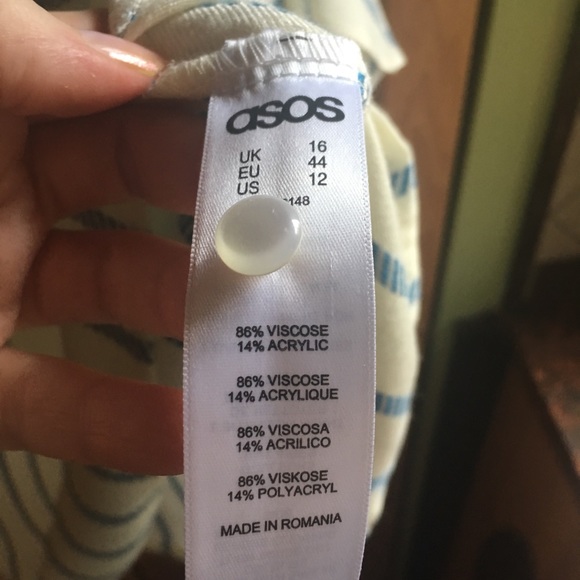 asos
UK 16
EU 44
US 12
86% VISCOSE
14% ACRYLIC
86% VISCOSE
14% ACRYLIQUE
86% VISCOSA
14% ACRILICO
86% VISKOSE
14% POLYACRYL
MADE IN ROMANIA